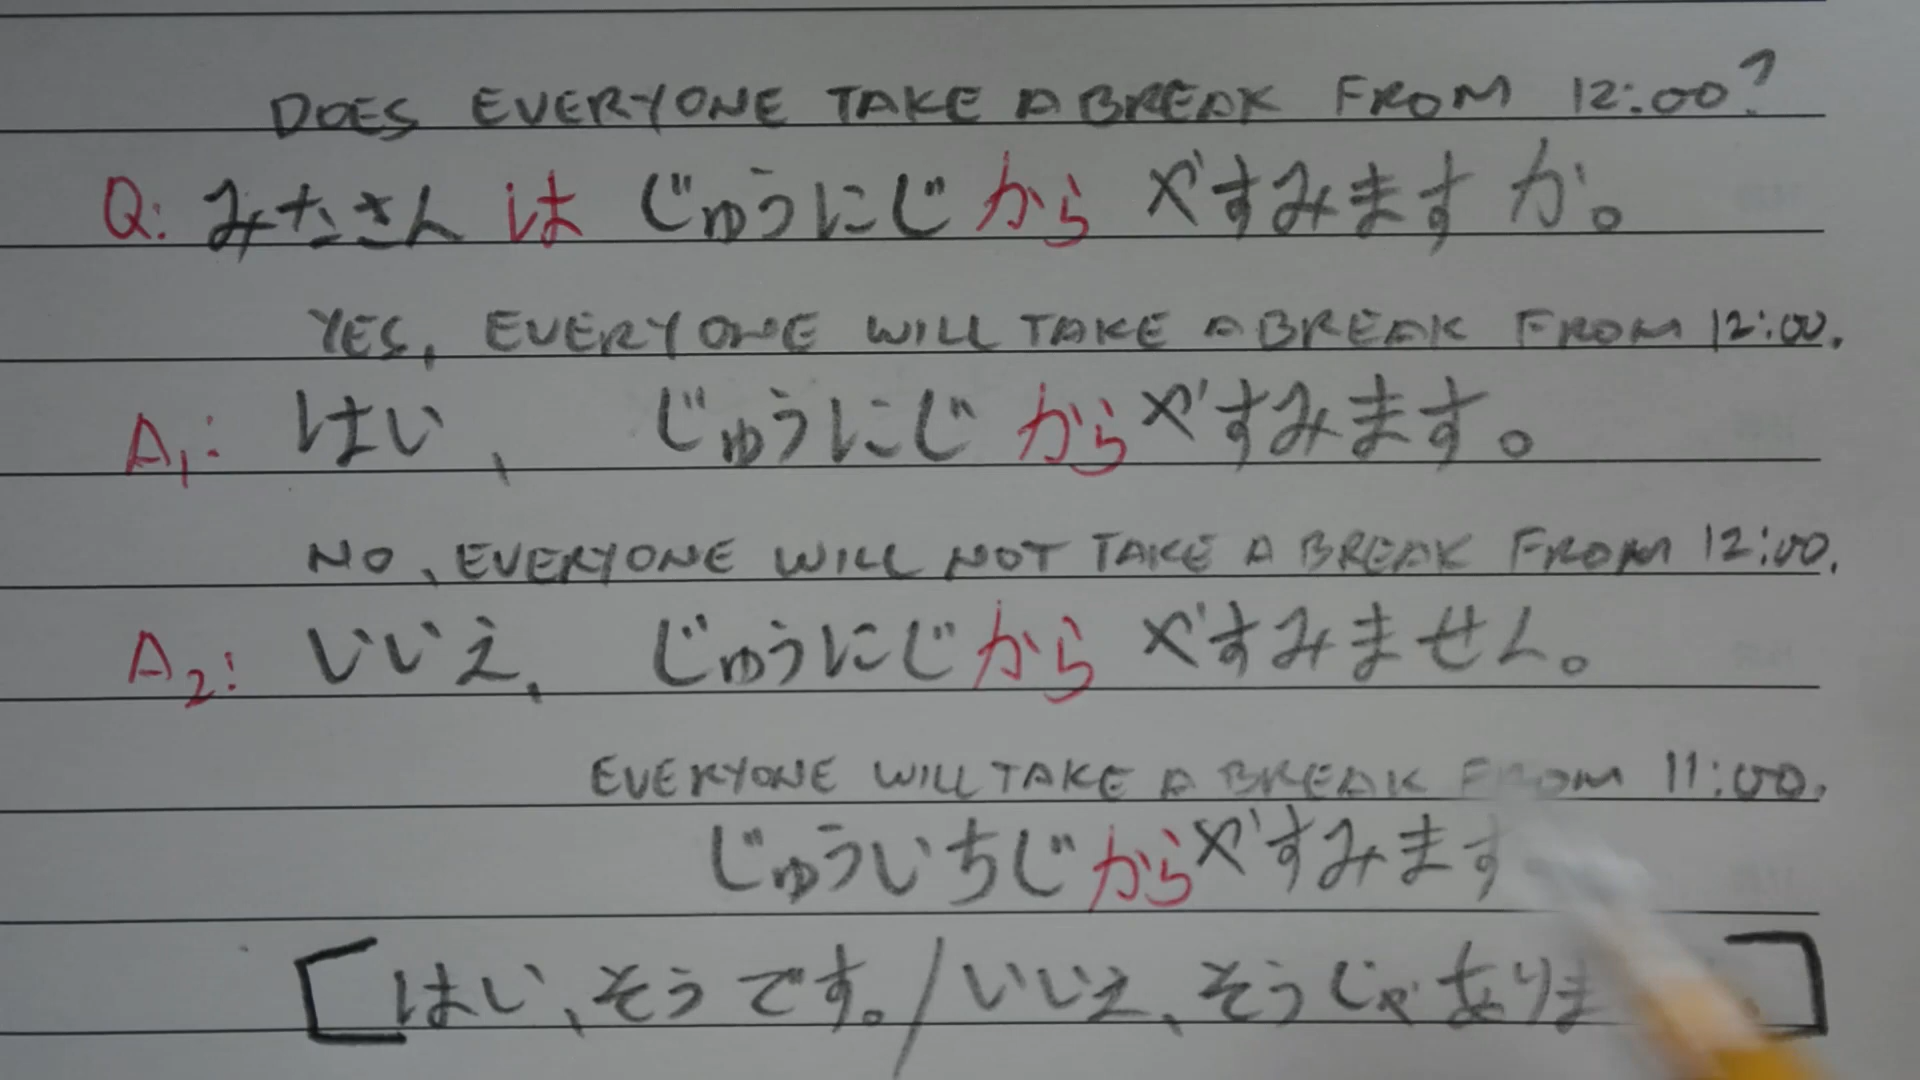 DOES EVERYONE TAKE A BREAK FROM 12:00?
Q: みなさん は じゅうにじ から やすみます か。
YES, EVERYONE WILL TAKE A BREAK FROM 12:00.
A1: はい、 じゅうにじ から やすみます。
NO, EVERYONE WILL NOT TAKE A BREAK FROM 12:00.
A2: いいえ、 じゅうにじ から やすみません。
EVERYONE WILL TAKE A BREAK FROM 11:00.
じゅういちじ から やすみます
[はい、そうです。/いいえ、そうじゃありま ]